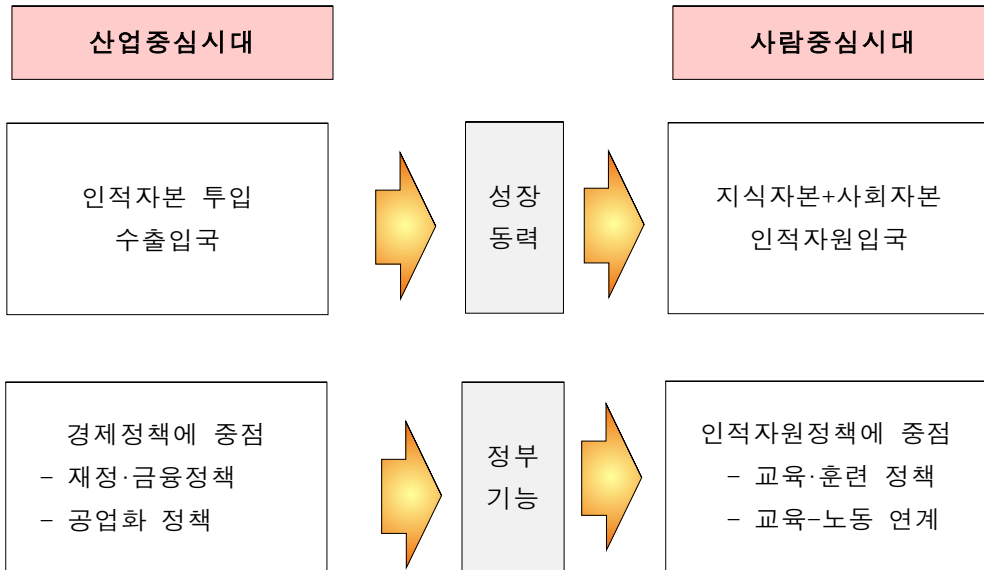 산업중심시대
사람중심시대
인적자본 투입
수출입국
성장
동력
지식자본+사회자본
인적자원입국
경제정책에 중점
- 재정·금융정책
- 공업화 정책
정부
기능
인적자원정책에 중점
- 교육·훈련 정책
- 교육-노동 연계